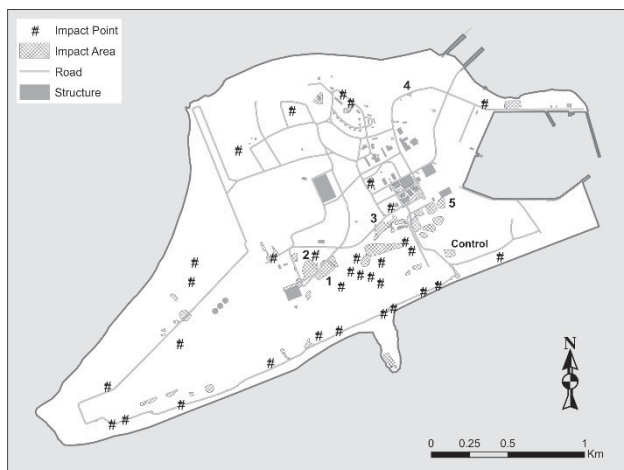 # Impact Point
Impact Area
Road
Structure
4
5
3
Control
2
1
N
0 0.25 0.5 1
Km